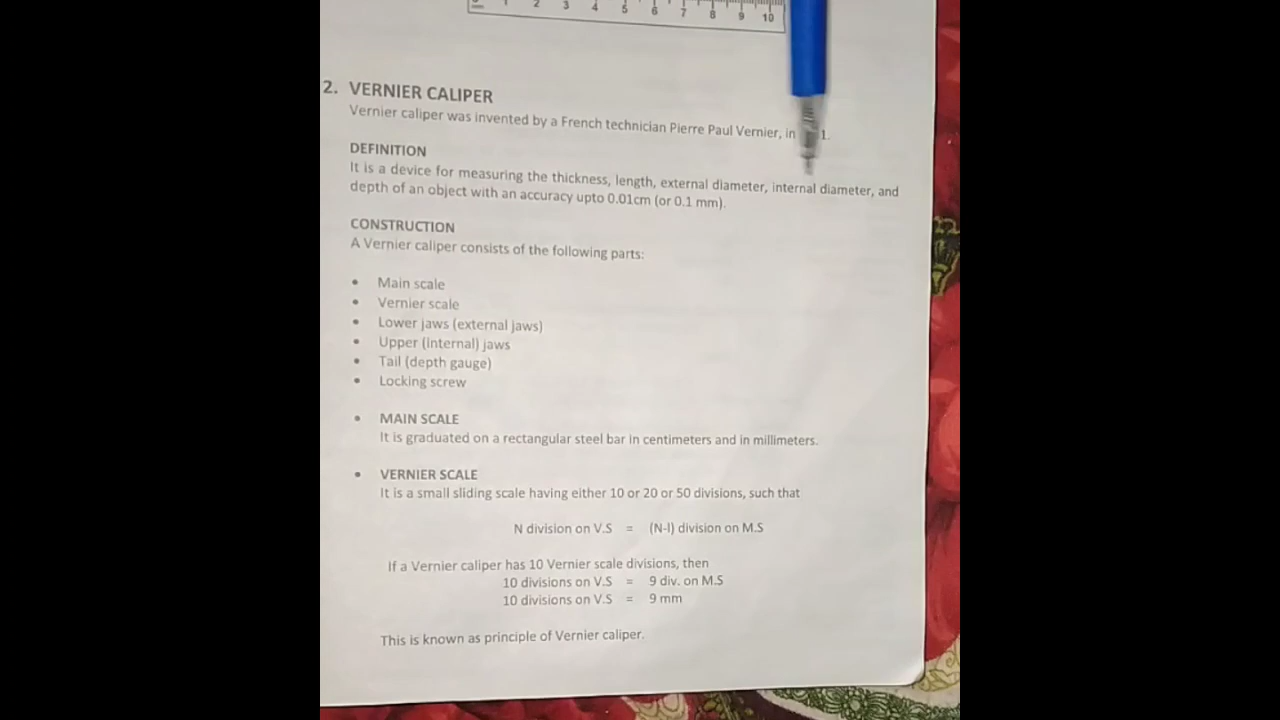 1 2 3 4 5 6 7 8 9 10
2. VERNIER CALIPER
Vernier caliper was invented by a French technician Pierre Paul Vernier, in 1.
DEFINITION
It is a device for measuring the thickness, length, external diameter, internal diameter, and
depth of an object with an accuracy upto 0.01cm (or 0.1 mm).
CONSTRUCTION
A Vernier caliper consists of the following parts:
• Main scale
• Vernier scale
• Lower jaws (external jaws)
• Upper (internal) jaws
• Tail (depth gauge)
• Locking screw
• MAIN SCALE
It is graduated on a rectangular steel bar in centimeters and in millimeters.
• VERNIER SCALE
It is a small sliding scale having either 10 or 20 or 50 divisions, such that
N division on V.S = (N-I) division on M.S
If a Vernier caliper has 10 Vernier scale divisions, then
10 divisions on V.S = 9 div. on M.S
10 divisions on V.S = 9 mm
This is known as principle of Vernier caliper.